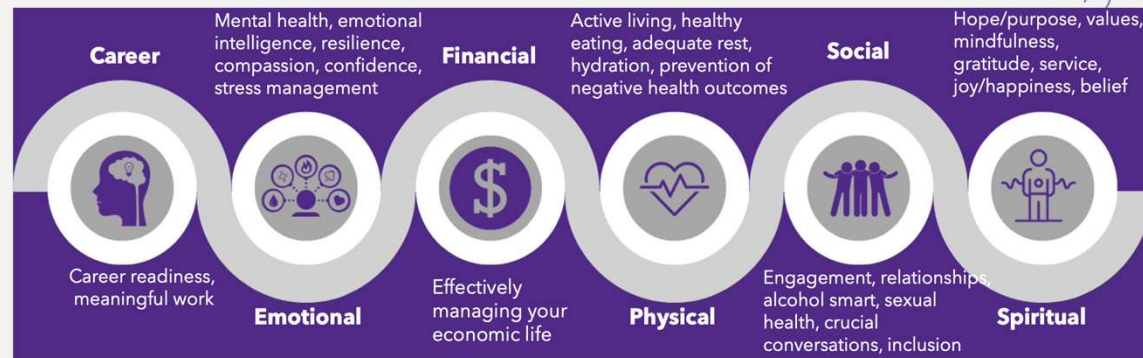 Career
Career readiness,
meaningful work
Mental health, emotional
intelligence, resilience,
compassion, confidence,
stress management
Emotional
Financial
$
Effectively
managing your
economic life
Active living, healthy
eating, adequate rest,
hydration, prevention of
negative health outcomes
Physical
Social
Engagement, relationships,
alcohol smart, sexual
health, crucial
conversations, inclusion
Hope/purpose, values,
mindfulness,
gratitude, service,
joy/happiness, belief
Spiritual